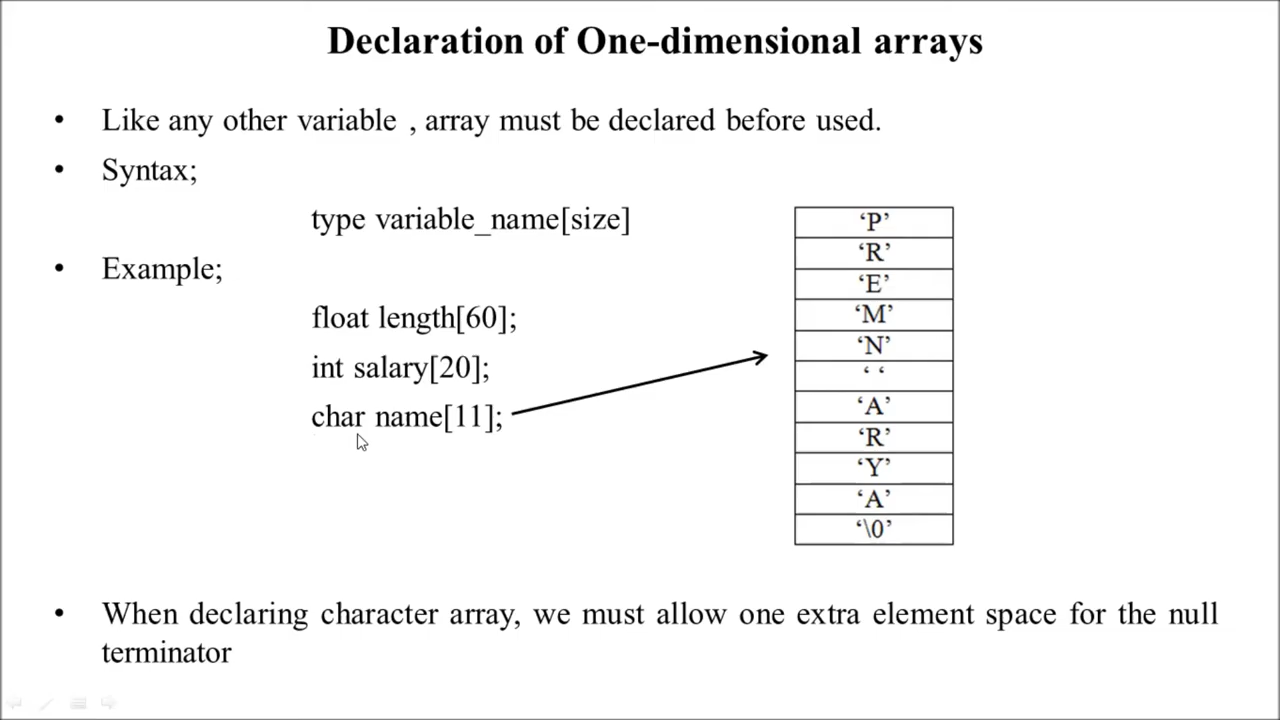 Declaration of One-dimensional arrays
• Like any other variable , array must be declared before used.
• Syntax;
type variable_name[size]
• Example;
float length[60];
int salary[20];
char name[11];
‘P’
‘R’
‘E’
‘M’
‘N’
‘ ‘
‘A’
‘R’
‘Y’
‘A’
‘\0’
• When declaring character array, we must allow one extra element space for the null
terminator